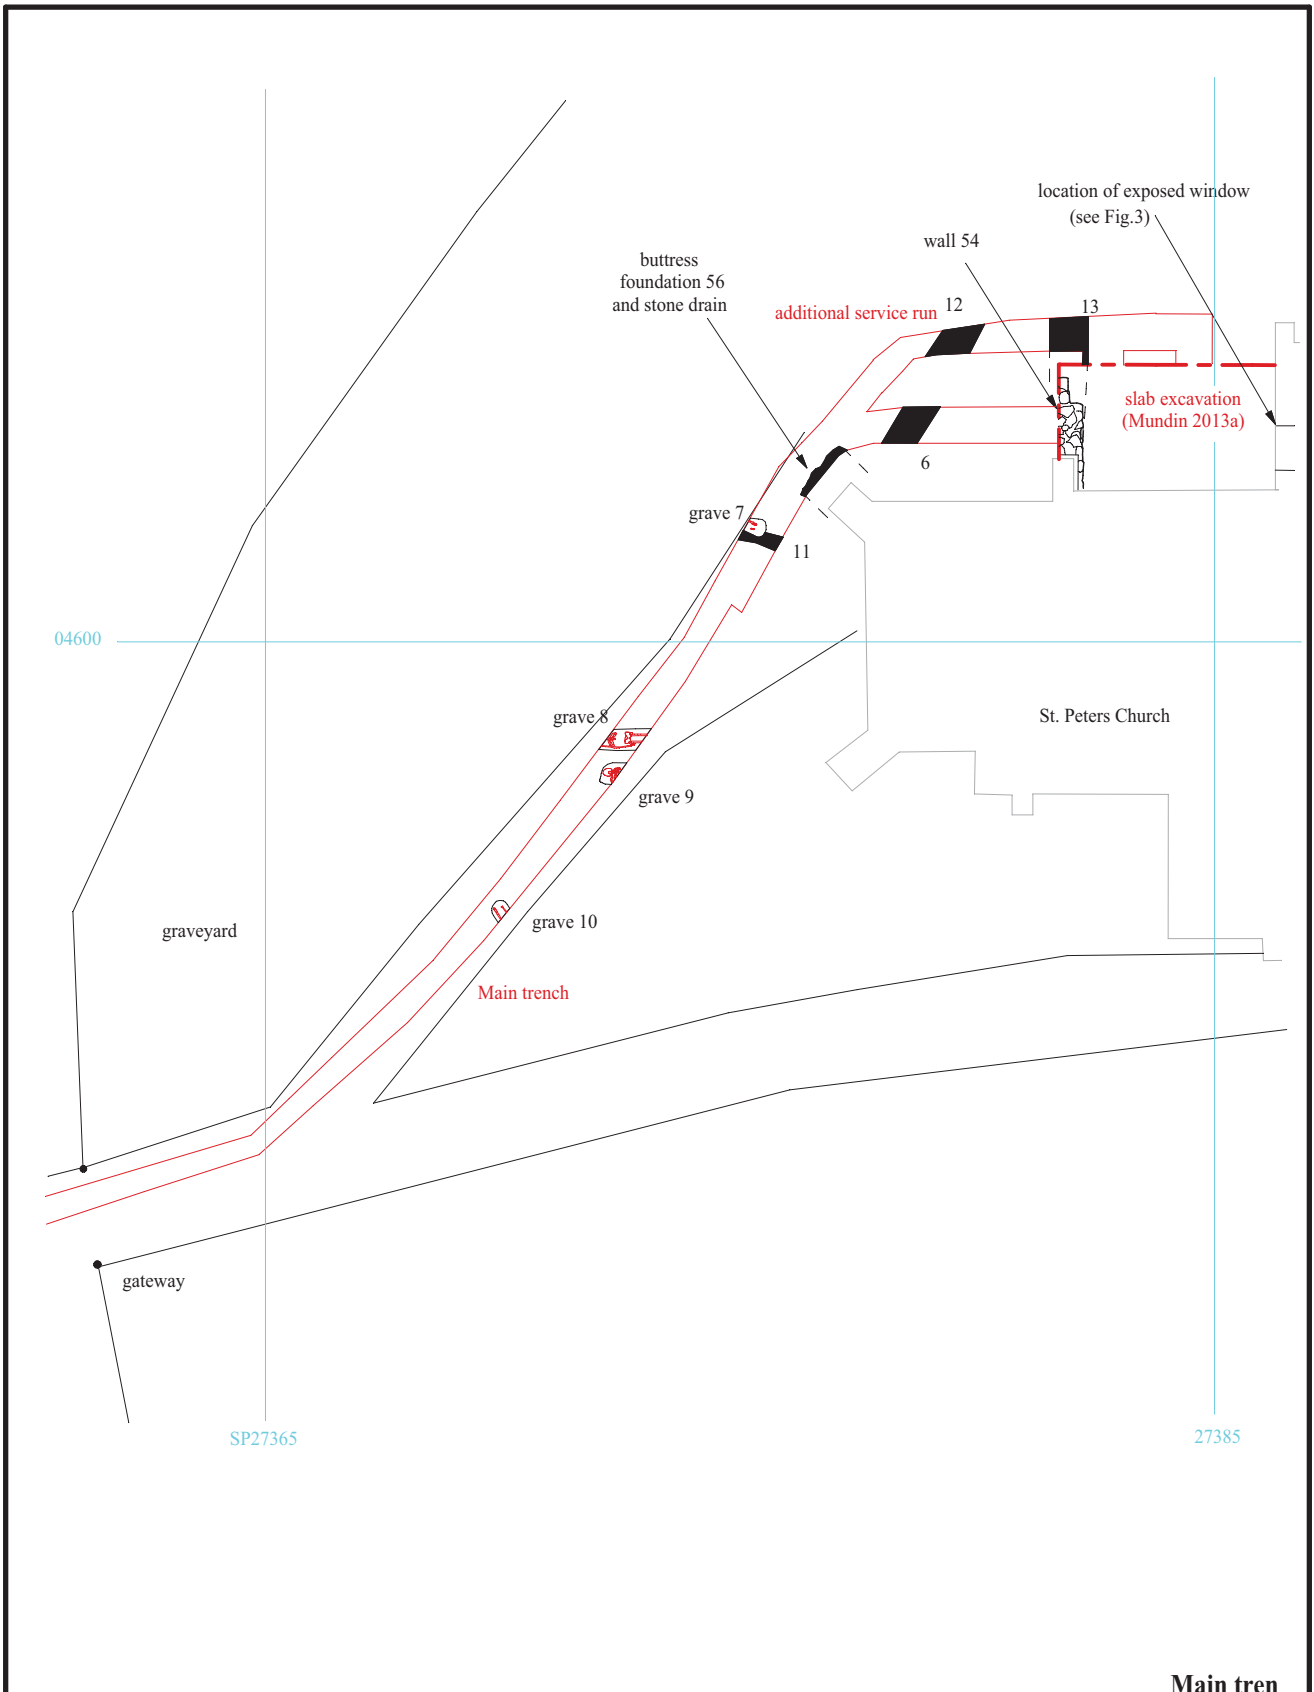 location of exposed window
(see Fig.3)
wall 54
buttress
foundation 56
and stone drain
additional service run
12
13
slab excavation
(Mundin 2013a)
6
grave 7
11
04600
grave 8
St. Peters Church
grave 9
grave 10
graveyard
Main trench
gateway
SP27365
27385
Main tren